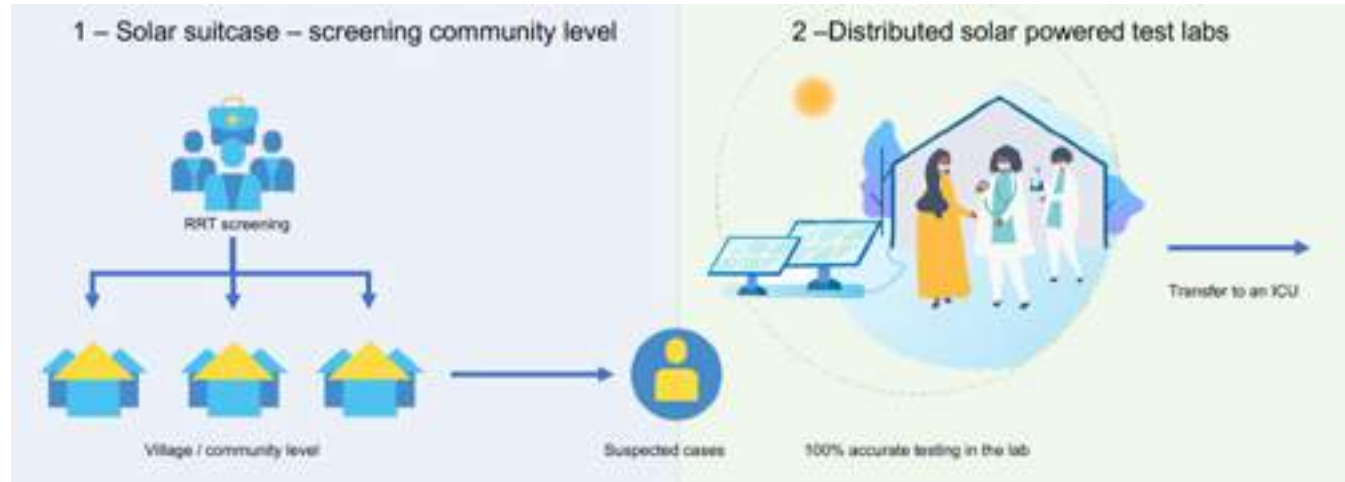 1 – Solar suitcase – screening community level
2 –Distributed solar powered test labs
RRT screening
Transfer to an ICU
Village / community level
Suspected cases
100% accurate testing in the lab